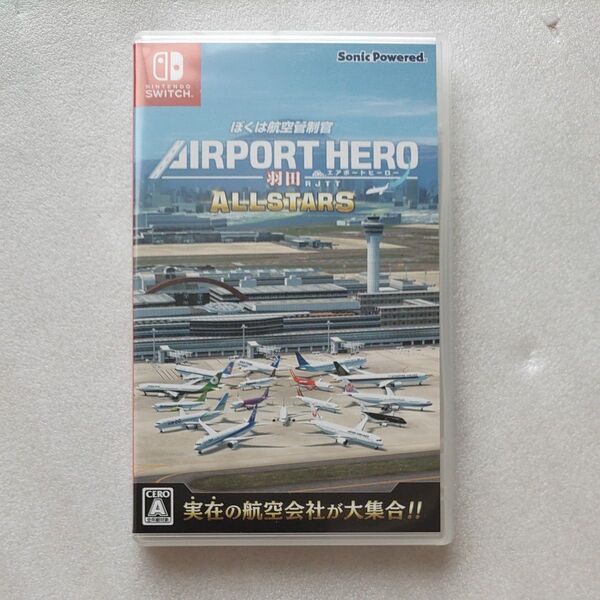 NINTENDO
SWITCH™
Sonic Powered®
ぼくは航空管制官
AIRPORT HERO
羽田
エアポートヒーロー
RJTT
ALLSTARS
CERO
A
全年齢対象
実在の航空会社が大集合!!